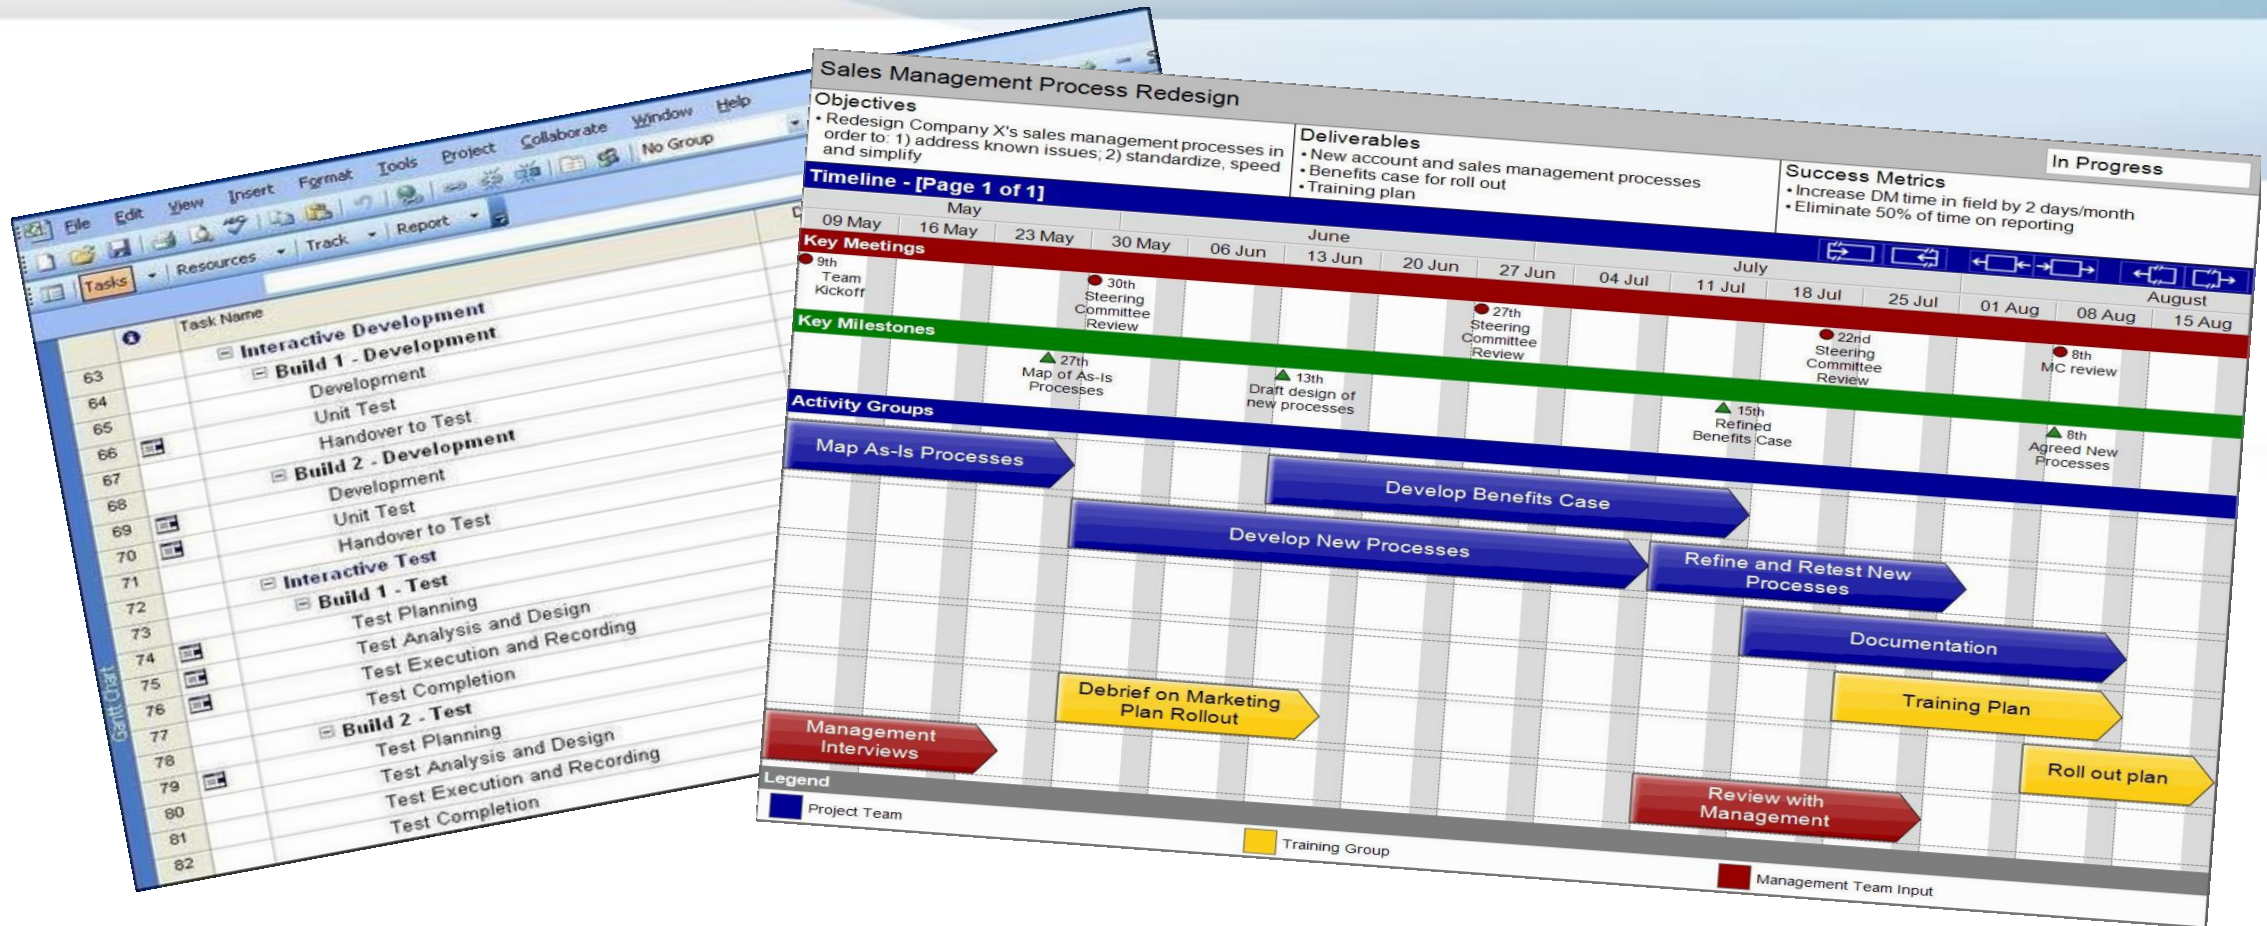 File Edit View Insert Format Tools Project Collaborate Window Help
No Group
Tasks Resources Track Report
Task Name
63 Interactive Development
64 Build 1 - Development
65 Development
66 Unit Test
67 Handover to Test
68 Build 2 - Development
69 Development
70 Unit Test
71 Handover to Test
72 Interactive Test
73 Build 1 - Test
74 Test Planning
75 Test Analysis and Design
76 Test Execution and Recording
77 Test Completion
78 Build 2 - Test
79 Test Planning
80 Test Analysis and Design
81 Test Execution and Recording
82 Test Completion
Gantt Chart
Sales Management Process Redesign
In Progress
Objectives
• Redesign Company X's sales management processes in
order to: 1) address known issues; 2) standardize, speed
and simplify
Deliverables
• New account and sales management processes
• Benefits case for roll out
• Training plan
Success Metrics
• Increase DM time in field by 2 days/month
• Eliminate 50% of time on reporting
Timeline - [Page 1 of 1]
May June July August
09 May 16 May 23 May 30 May 06 Jun 13 Jun 20 Jun 27 Jun 04 Jul 11 Jul 18 Jul 25 Jul 01 Aug 08 Aug 15 Aug
Key Meetings
9th
Team
Kickoff
30th
Steering
Committee
Review
27th
Steering
Committee
Review
22nd
Steering
Committee
Review
8th
MC review
Key Milestones
27th
Map of As-Is
Processes
13th
Draft design of
new processes
15th
Refined
Benefits Case
8th
Agreed New
Processes
Activity Groups
Map As-Is Processes
Develop Benefits Case
Develop New Processes
Refine and Retest New
Processes
Documentation
Debrief on Marketing
Plan Rollout
Training Plan
Management
Interviews
Roll out plan
Review with
Management
Legend
Project Team
Training Group
Management Team Input